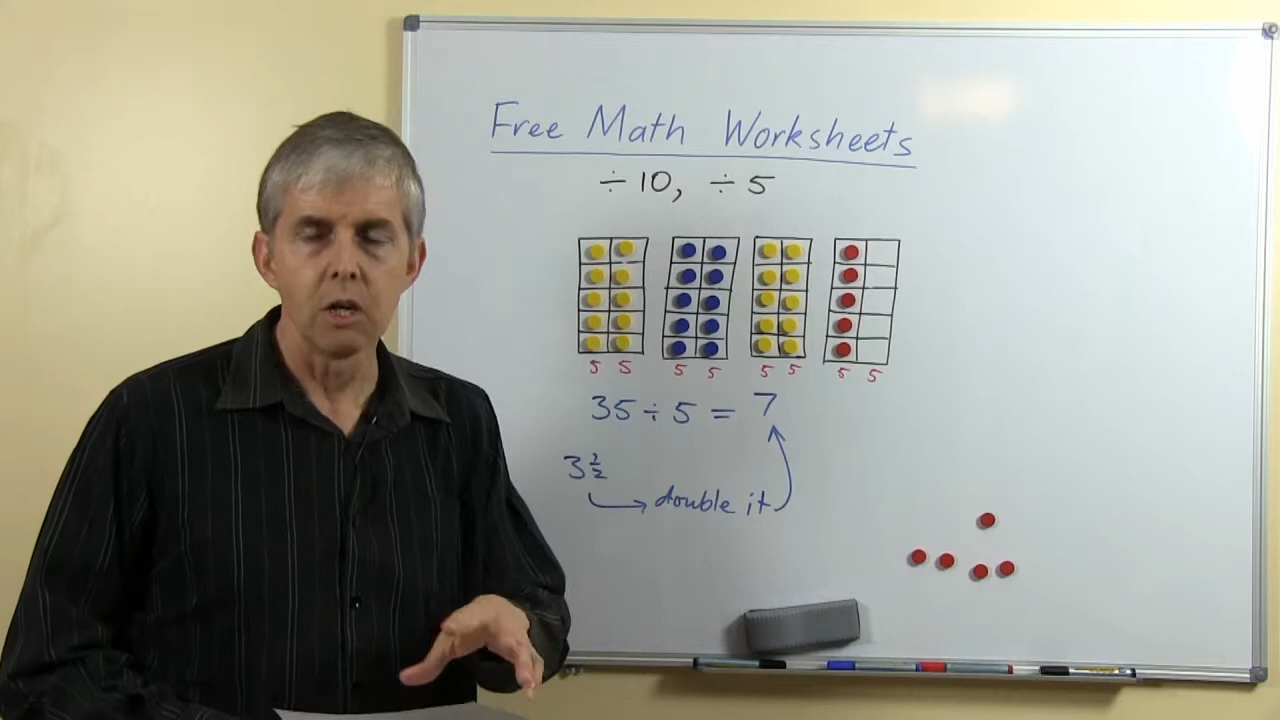 Free Math Worksheets
÷10, ÷5
5 5 5 5 5 5 5 5
35 ÷ 5 = 7
3½
double it